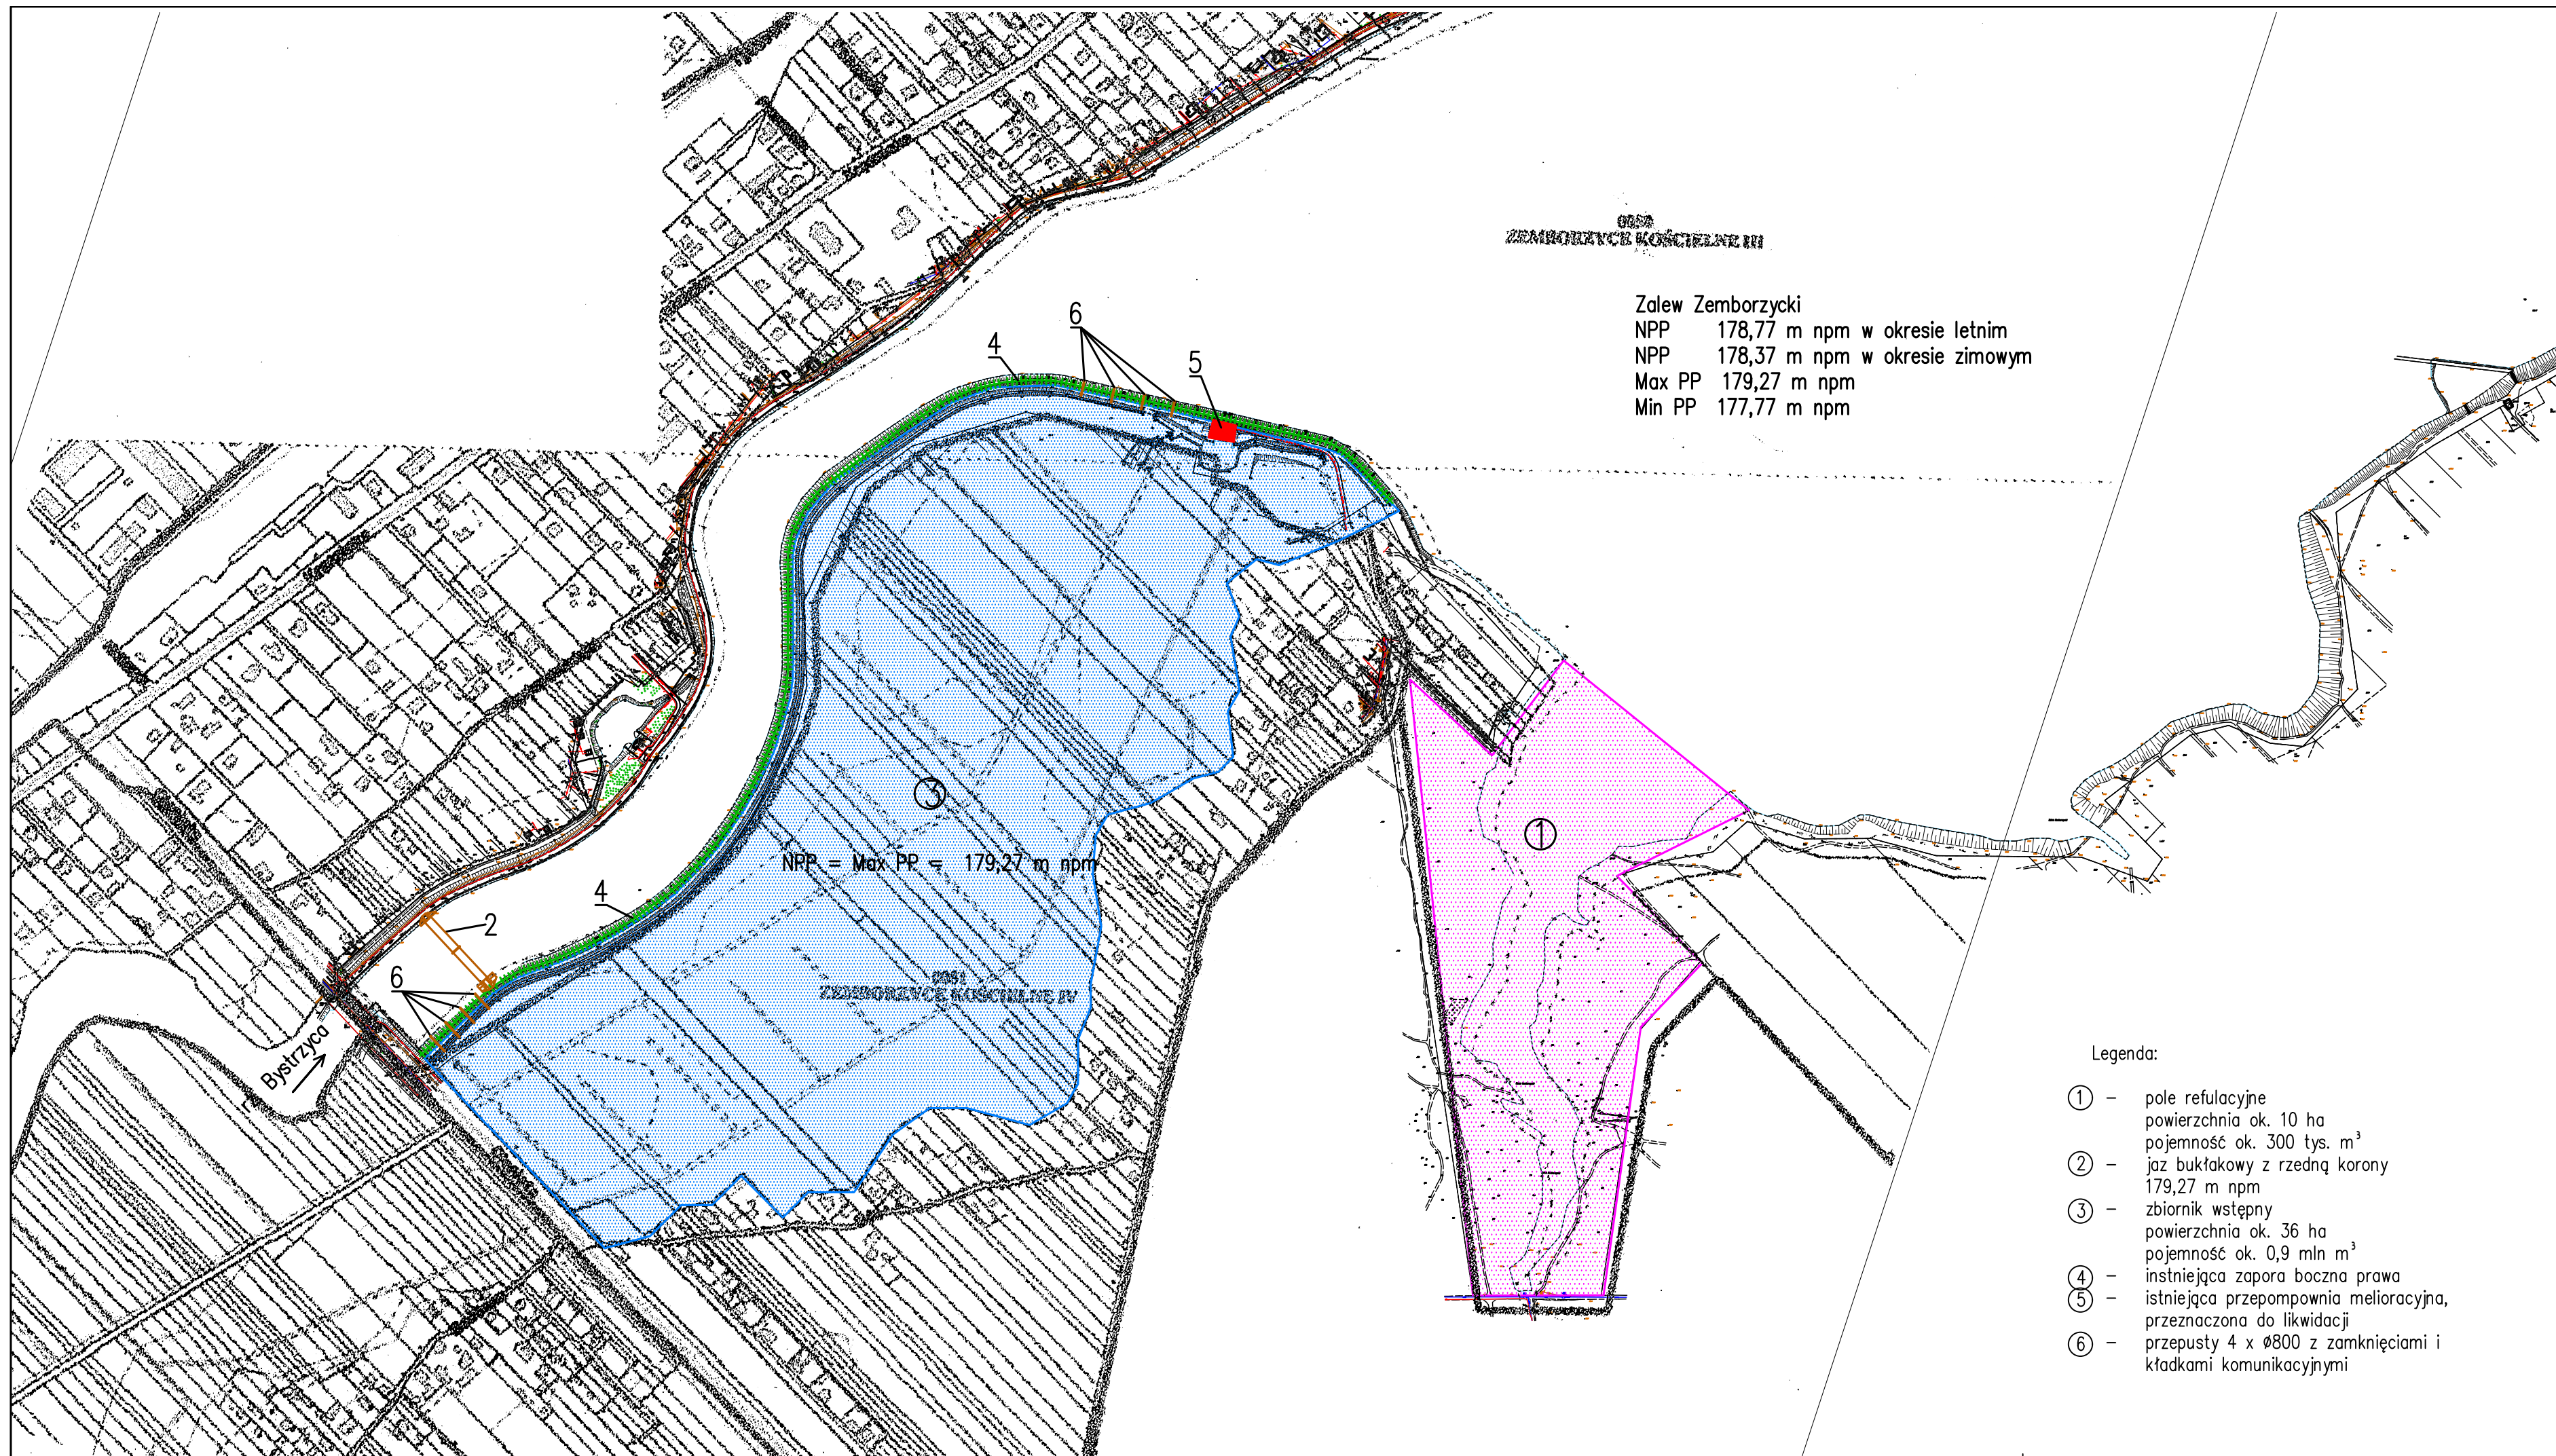 0250
ZEMBORZYCE KOŚCIELNE III
Zalew Zemborzycki
NPP 178,77 m npm w okresie letnim
NPP 178,37 m npm w okresie zimowym
Max PP 179,27 m npm
Min PP 177,77 m npm
6
4
5
3
1
NPP = Max PP = 179,27 m npm
4
2
6
0251
ZEMBORZYCE KOŚCIELNE IV
Bystrzyca
Legenda:
1 - pole refulacyjne
powierzchnia ok. 10 ha
pojemność ok. 300 tys. m³
2 - jaz bukłakowy z rzedną korony
179,27 m npm
3 - zbiornik wstępny
powierzchnia ok. 36 ha
pojemność ok. 0,9 mln m³
4 - instniejąca zapora boczna prawa
5 - istniejąca przepompownia melioracyjna,
przeznaczona do likwidacji
6 - przepusty 4 x ø800 z zamknięciami i
kładkami komunikacyjnymi